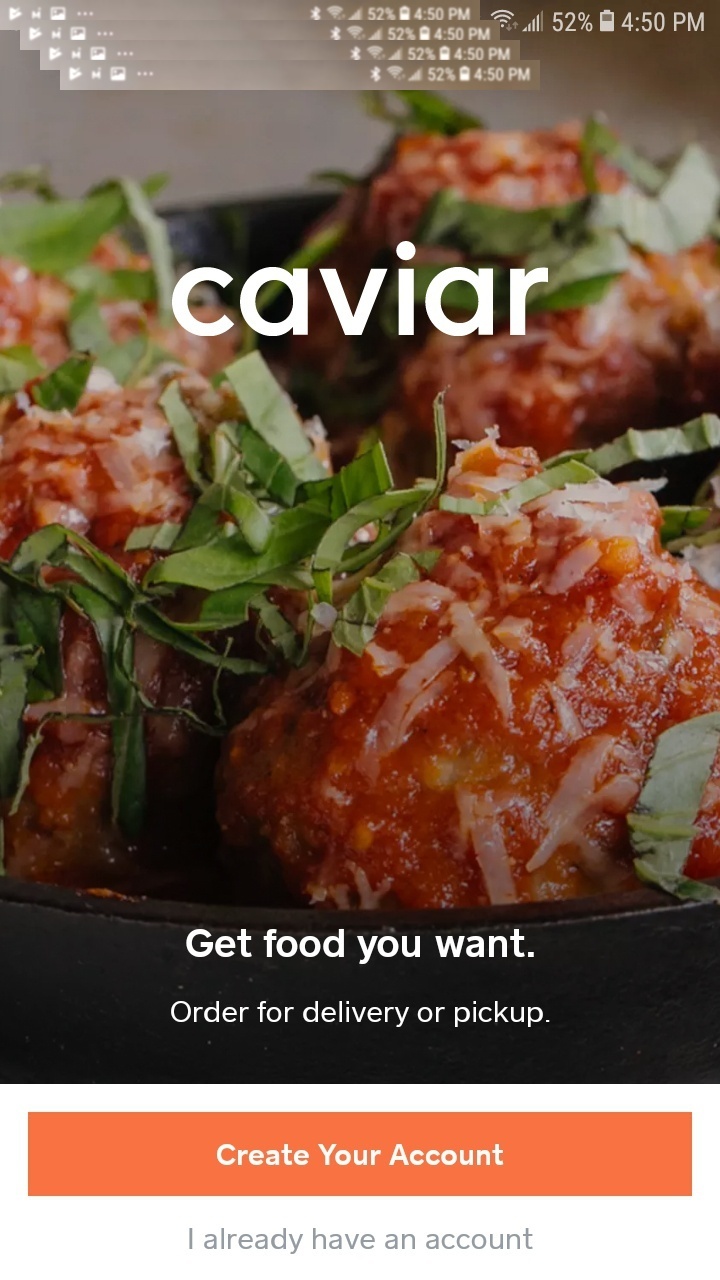 52% 4:50 PM
52% 4:50 PM
52% 4:50 PM
52% 4:50 PM
52% 4:50 PM
caviar
Get food you want.
Order for delivery or pickup.
Create Your Account
I already have an account